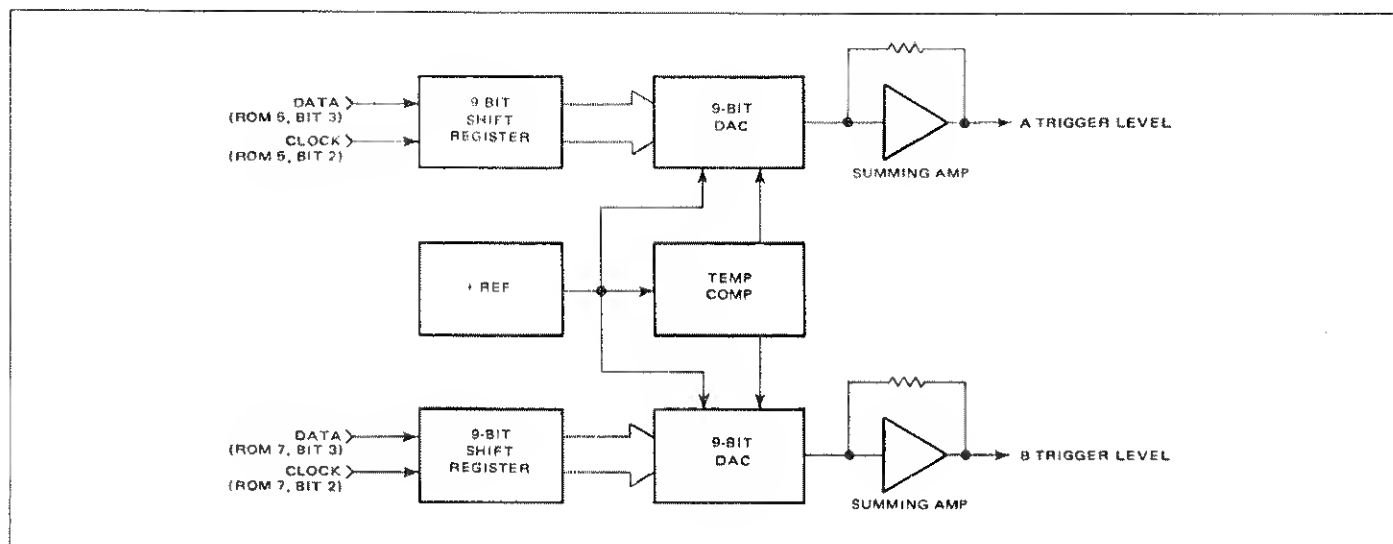 DATA
(ROM 6, BIT 3)
CLOCK
(ROM 6, BIT 2)
9 BIT
SHIFT
REGISTER
9-BIT
DAC
A TRIGGER LEVEL
SUMMING AMP
+ REF
TEMP
COMP
DATA
(ROM 7, BIT 3)
CLOCK
(ROM 7, BIT 2)
9-BIT
SHIFT
REGISTER
9-BIT
DAC
B TRIGGER LEVEL
SUMMING AMP